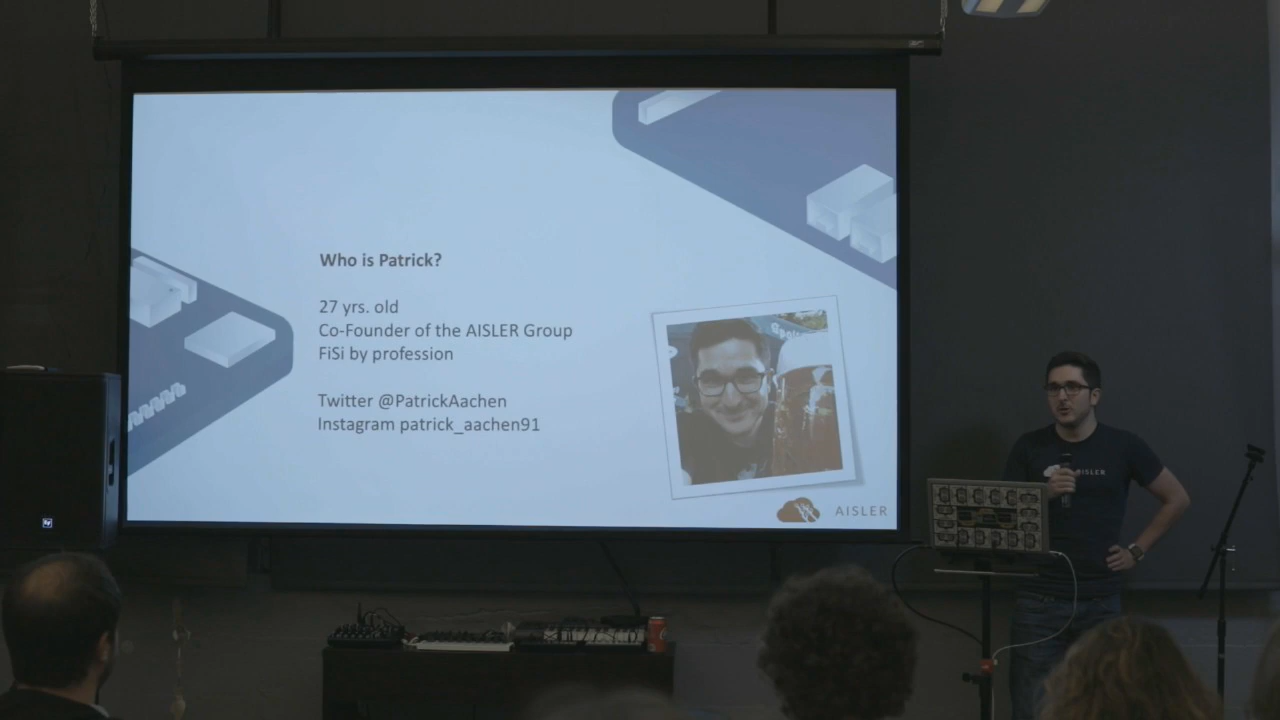 Who is Patrick?
27 yrs. old
Co-Founder of the AISLER Group
FiSi by profession
Twitter @PatrickAachen
Instagram patrick_aachen91
AISLER
AISLER